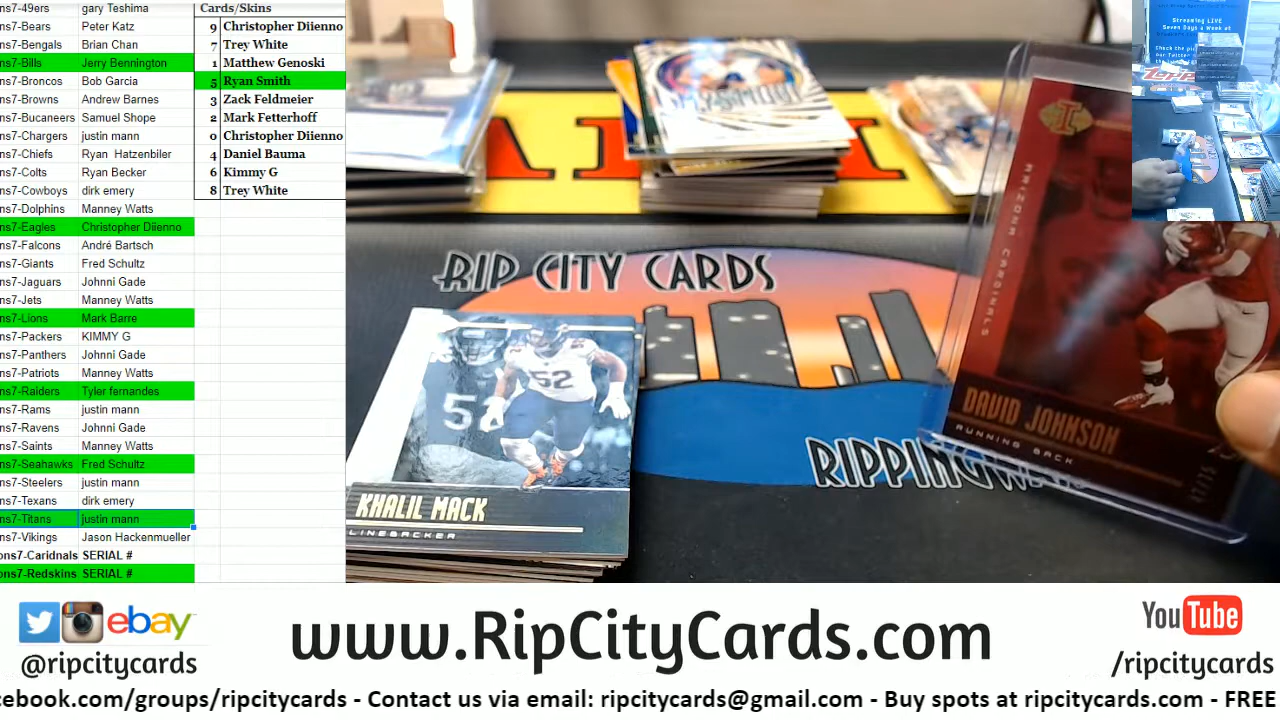 ns7-49ers gary Teshima
ns7-Bears Peter Katz
ns7-Bengals Brian Chan
ns7-Bills Jerry Bennington
ns7-Broncos Bob Garcia
ns7-Browns Andrew Barnes
ns7-Bucaneers Samuel Shope
ns7-Chargers justin mann
ns7-Chiefs Ryan Hatzenbiler
ns7-Colts Ryan Becker
ns7-Cowboys dirk emery
ns7-Dolphins Manney Watts
ns7-Eagles Christopher Diienno
ns7-Falcons André Bartsch
ns7-Giants Fred Schultz
ns7-Jaguars Johnni Gade
ns7-Jets Manney Watts
ns7-Lions Mark Barre
ns7-Packers KIMMY G
ns7-Panthers Johnni Gade
ns7-Patriots Manney Watts
ns7-Raiders Tyler fernandes
ns7-Rams justin mann
ns7-Ravens Johnni Gade
ns7-Saints Manney Watts
ns7-Seahawks Fred Schultz
ns7-Steelers justin mann
ns7-Texans dirk emery
ns7-Titans justin mann
ns7-Vikings Jason Hackenmueller
ons7-Caridnals SERIAL #
ons7-Redskins SERIAL #
Cards/Skins
9 Christopher Diienno
7 Trey White
1 Matthew Genoski
5 Ryan Smith
3 Zack Feldmeier
2 Mark Fetterhoff
0 Christopher Diienno
4 Daniel Bauma
6 Kimmy G
8 Trey White
RIP CITY CARDS
52
5
KHALIL MACK
LINEBACKER
I
ARIZONA CARDINALS
DAVID JOHNSON
RUNNING BACK
Streaming LIVE
Seven Days a Week at
ebay
@ripcitycards
www.RipCityCards.com
YouTube
/ripcitycards
cebook.com/groups/ripcitycards - Contact us via email: ripcitycards@gmail.com - Buy spots at ripcitycards.com - FREE